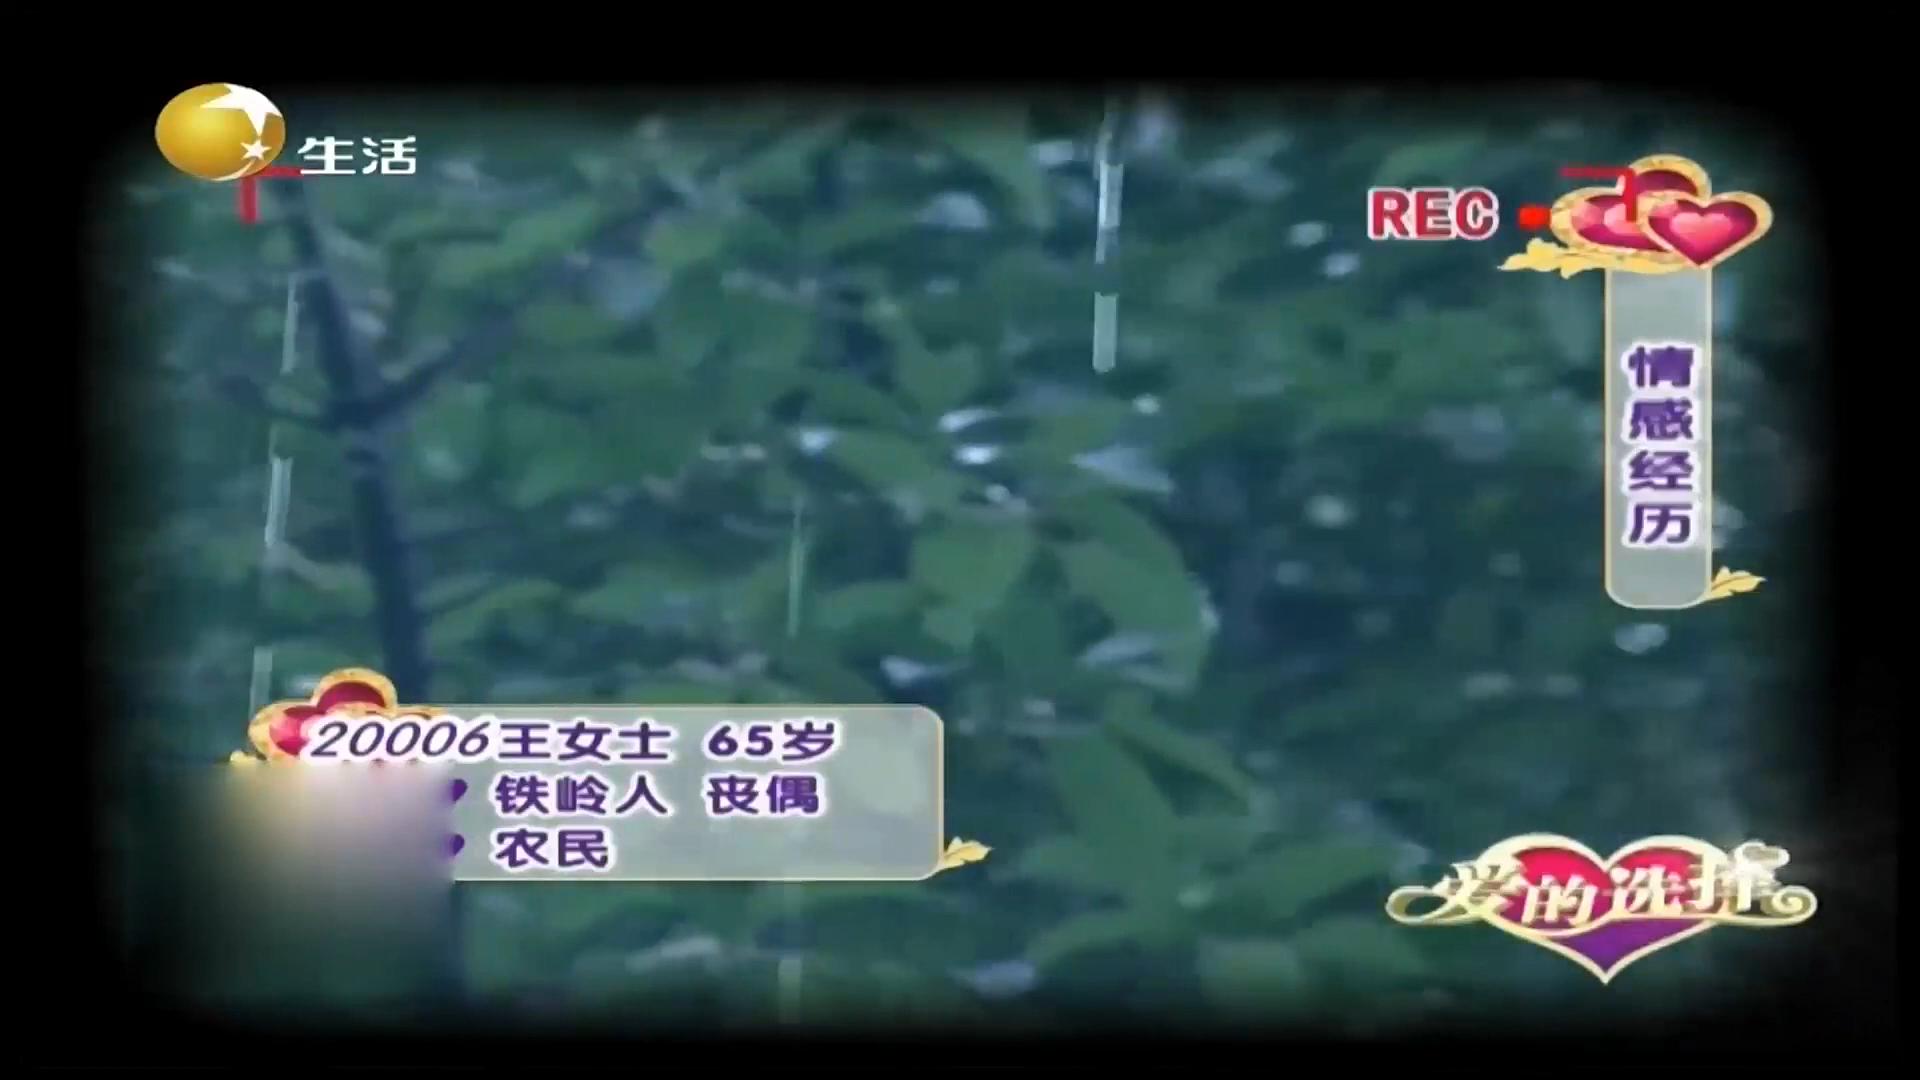 生活
REC
情感经历
20006王女士 65岁
铁岭人 丧偶
农民
爱的选择